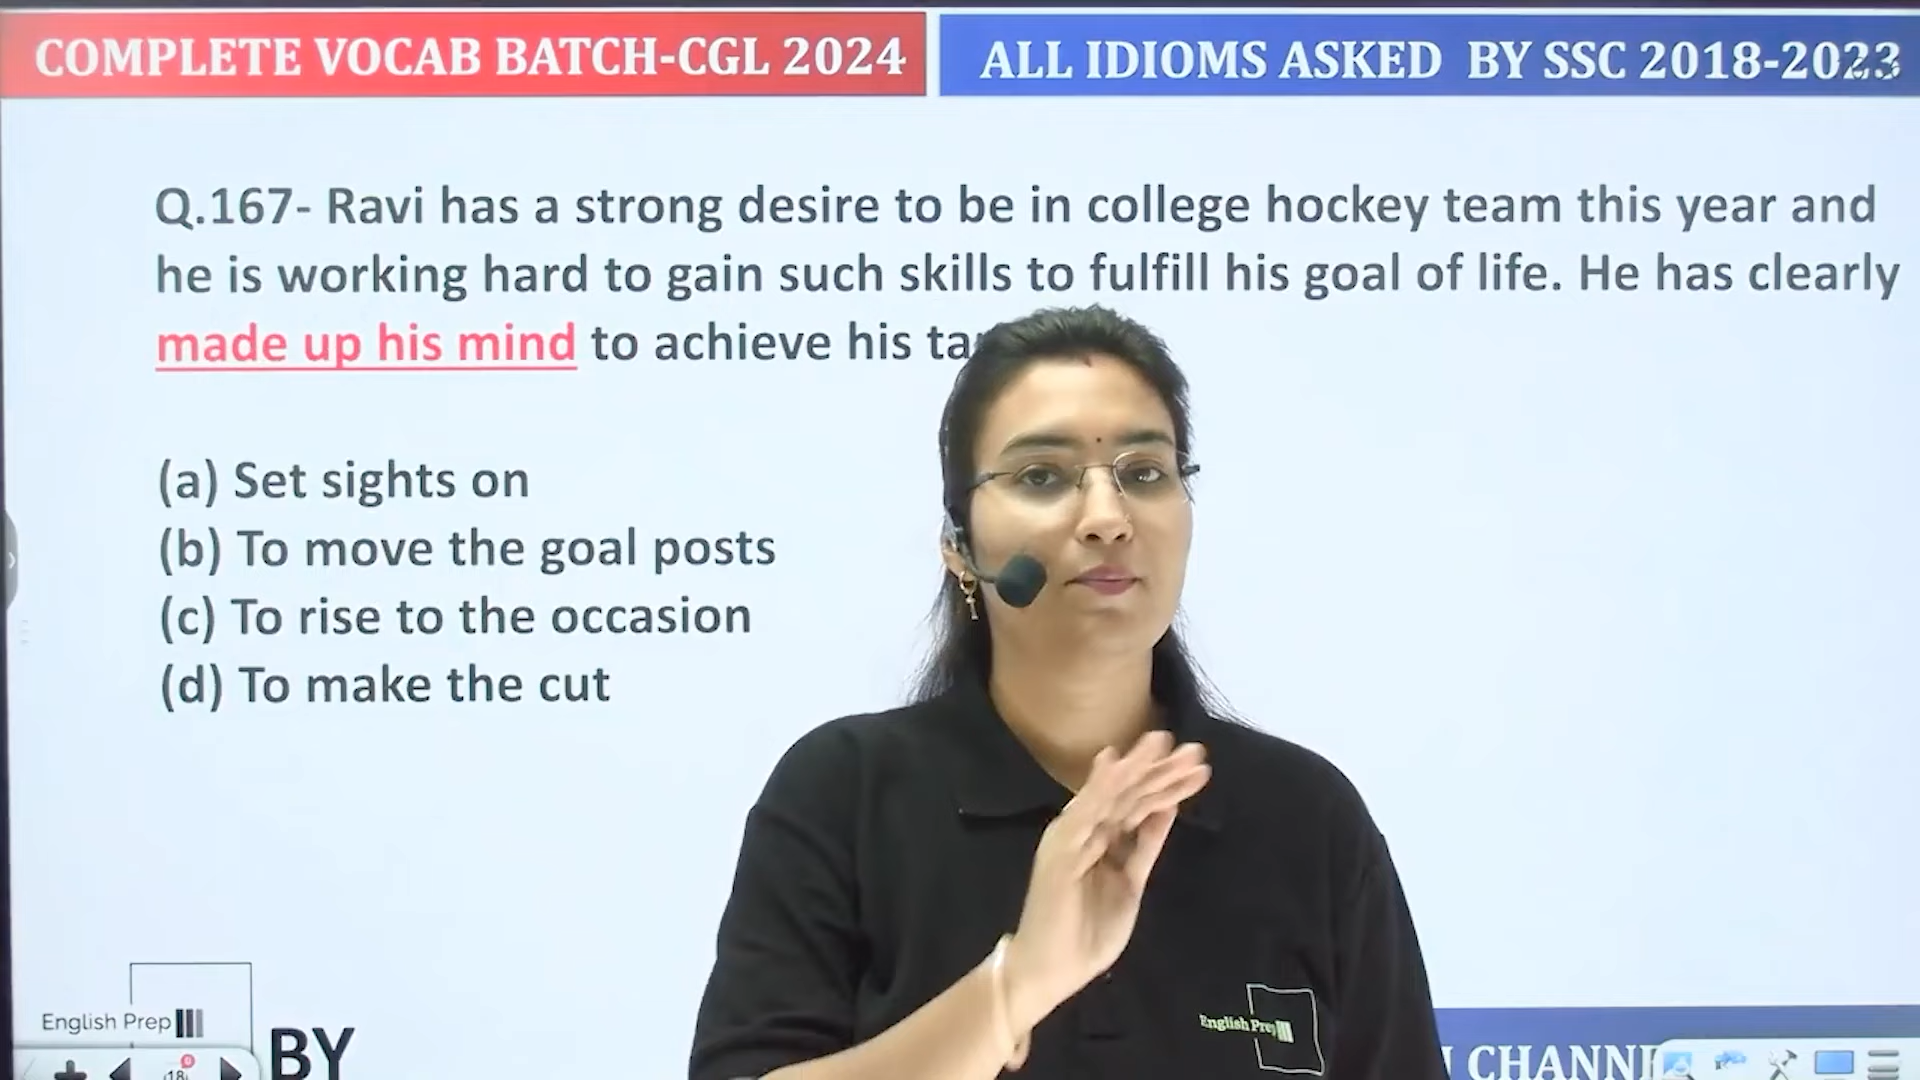 COMPLETE VOCAB BATCH-CGL 2024
ALL IDIOMS ASKED BY SSC 2018-2023
Q.167- Ravi has a strong desire to be in college hockey team this year and
he is working hard to gain such skills to fulfill his goal of life. He has clearly
made up his mind to achieve his
(a) Set sights on
(b) To move the goal posts
(c) To rise to the occasion
(d) To make the cut
English Prep
BY
18
English Prep